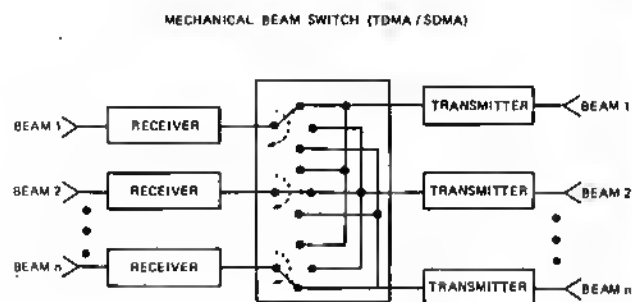 MECHANICAL BEAM SWITCH (TDMA/SDMA)
BEAM 1 RECEIVER TRANSMITTER BEAM 1
BEAM 2 RECEIVER TRANSMITTER BEAM 2
BEAM n RECEIVER TRANSMITTER BEAM n